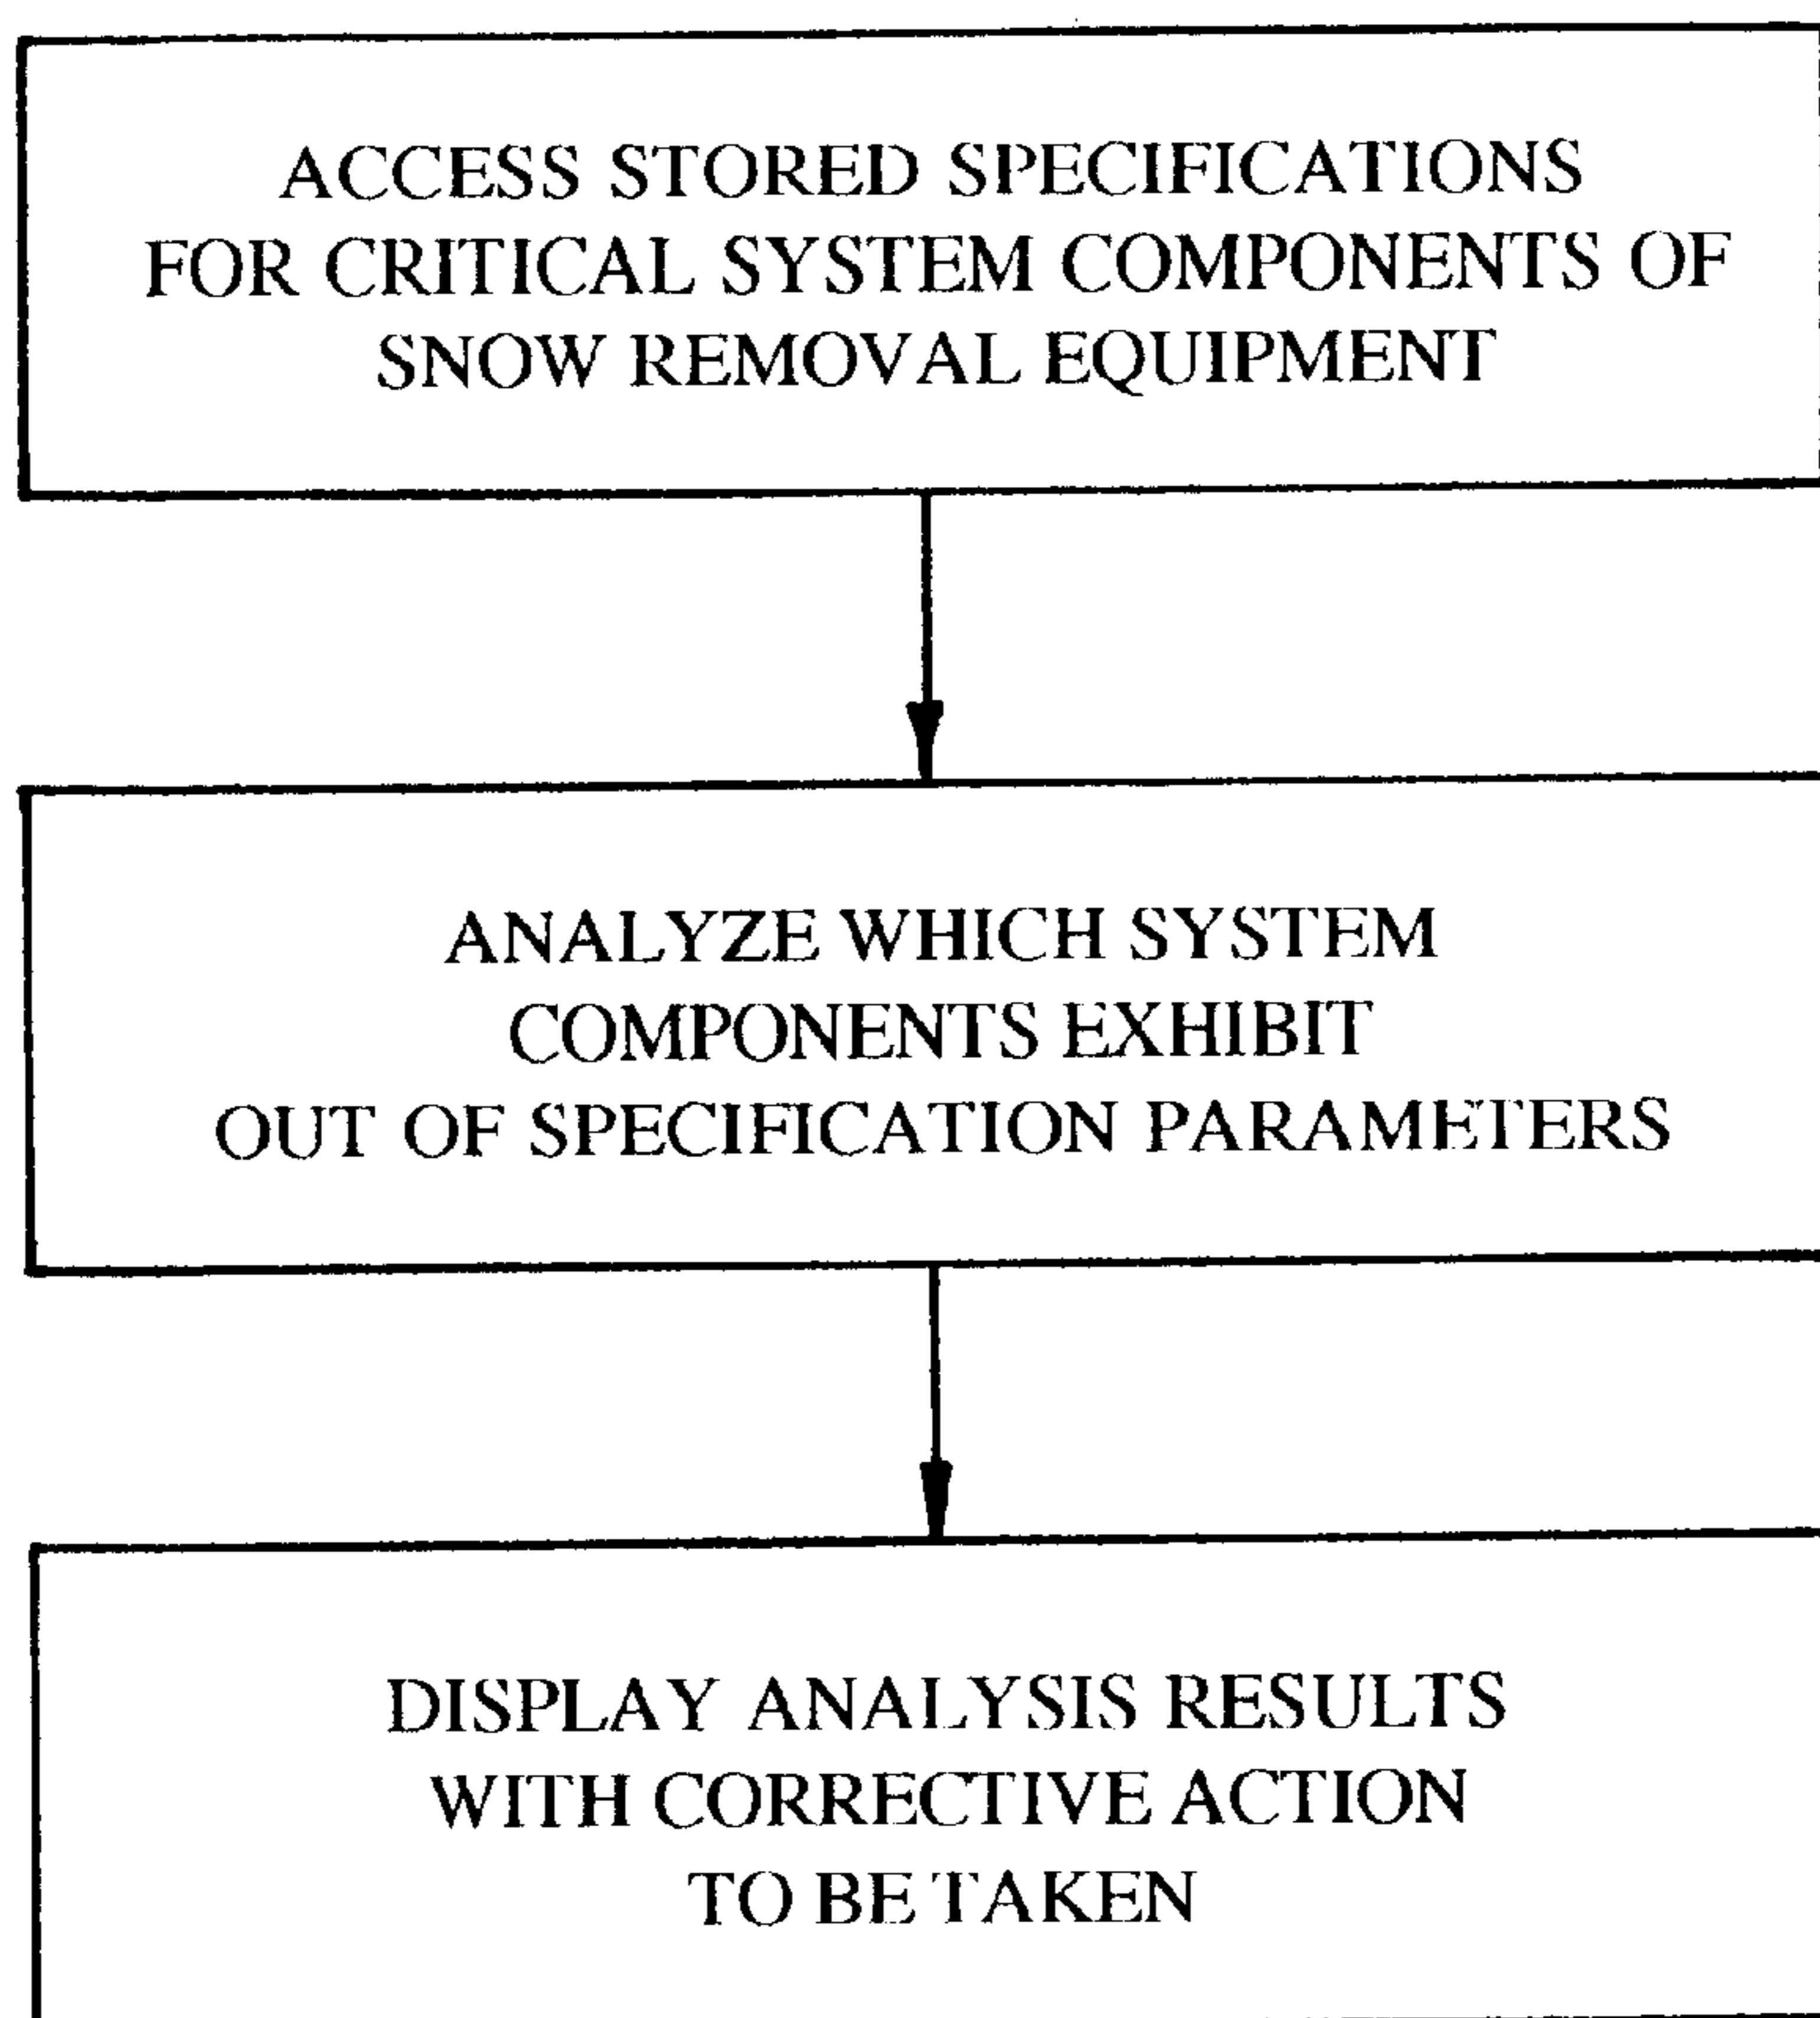 ACCESS STORED SPECIFICATIONS
FOR CRITICAL SYSTEM COMPONENTS OF
SNOW REMOVAL EQUIPMENT
ANALYZE WHICH SYSTEM
COMPONENTS EXHIBIT
OUT OF SPECIFICATION PARAMETERS
DISPLAY ANALYSIS RESULTS
WITH CORRECTIVE ACTION
TO BE TAKEN